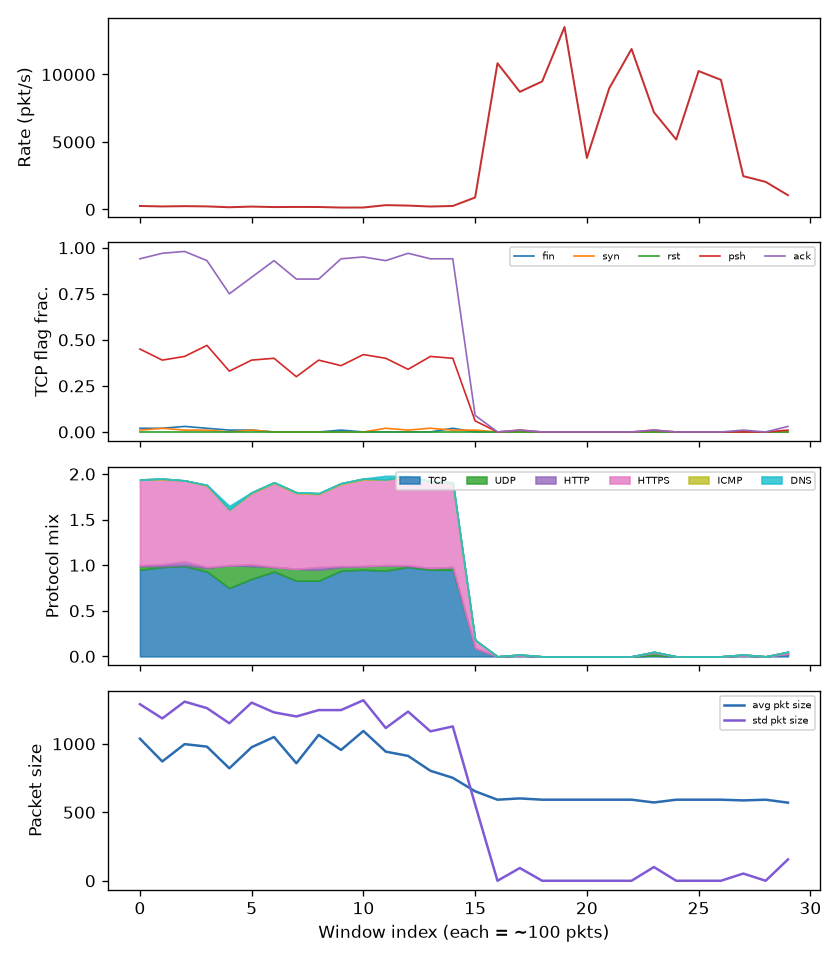 Rate (pkt/s)
10000
5000
0
TCP flag frac.
1.00
0.75
0.50
0.25
0.00
fin syn rst psh ack
Protocol mix
2.0
1.5
1.0
0.5
0.0
TCP UDP HTTP HTTPS ICMP DNS
Packet size
1000
500
0
avg pkt size
std pkt size
0 5 10 15 20 25 30
Window index (each = ~100 pkts)